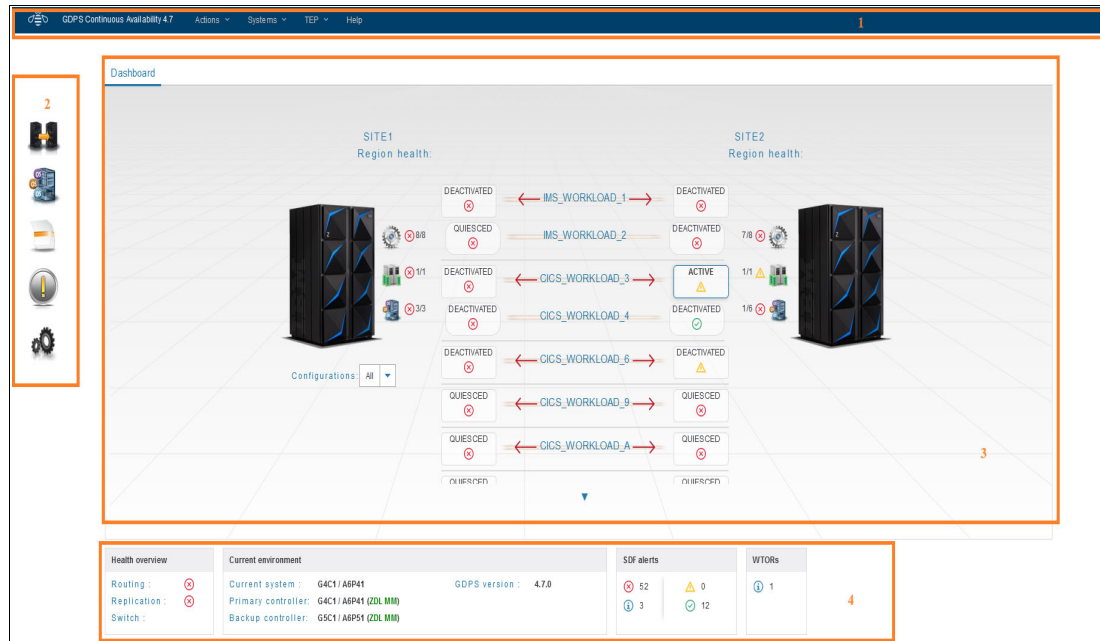 GDPS Continuous Availability 4.7 Actions Systems TEP Help 1
Dashboard
2
SITE1 SITE2
Region health: Region health:
DEACTIVATED IMS_WORKLOAD_1 DEACTIVATED
8/8 QUIESCED IMS_WORKLOAD_2 DEACTIVATED 7/8
1/1 DEACTIVATED CICS_WORKLOAD_3 ACTIVE 1/1
3/3 DEACTIVATED CICS_WORKLOAD_4 DEACTIVATED 1/6
DEACTIVATED CICS_WORKLOAD_6 DEACTIVATED
Configurations: All
QUIESCED CICS_WORKLOAD_9 QUIESCED
QUIESCED CICS_WORKLOAD_A QUIESCED
3
QUIESCED QUIESCED
Health overview Current environment SDF alerts WTORs
Routing : Current system : G4C1 / A6P41 GDPS version : 4.7.0 52 0 1
Replication : Primary controller: G4C1 / A6P41 (ZDL MM) 3 12 4
Switch : Backup controller: G5C1 / A6P51 (ZDL MM)